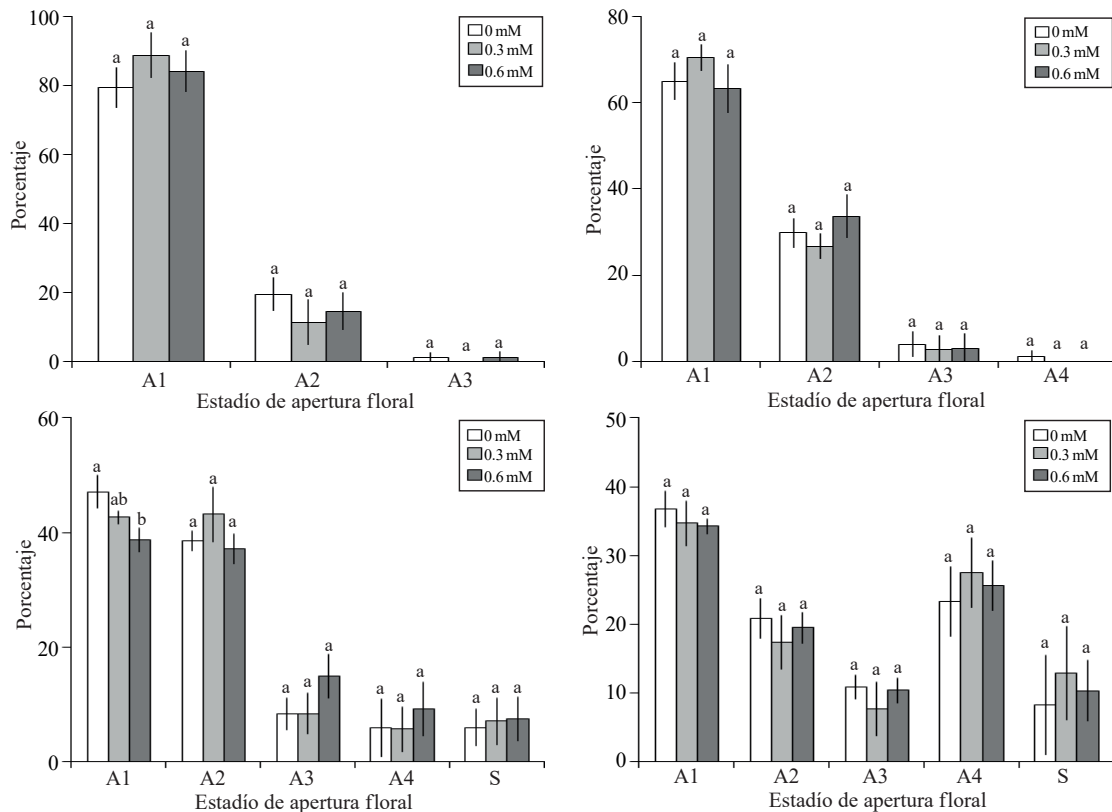 100
80
60
40
20
0
Porcentaje
a a a
a a a
a a a
A1 A2 A3
Estadío de apertura floral
0 mM
0.3 mM
0.6 mM
80
60
40
20
0
Porcentaje
a a a
a a a
a a a
a a a
A1 A2 A3 A4
Estadío de apertura floral
0 mM
0.3 mM
0.6 mM
60
40
20
0
Porcentaje
a ab b
a a a
a a a
a a a
a a a
A1 A2 A3 A4 S
Estadío de apertura floral
0 mM
0.3 mM
0.6 mM
50
40
30
20
10
0
Porcentaje
a a a
a a a
a a a
a a a
a a a
A1 A2 A3 A4 S
Estadío de apertura floral
0 mM
0.3 mM
0.6 mM